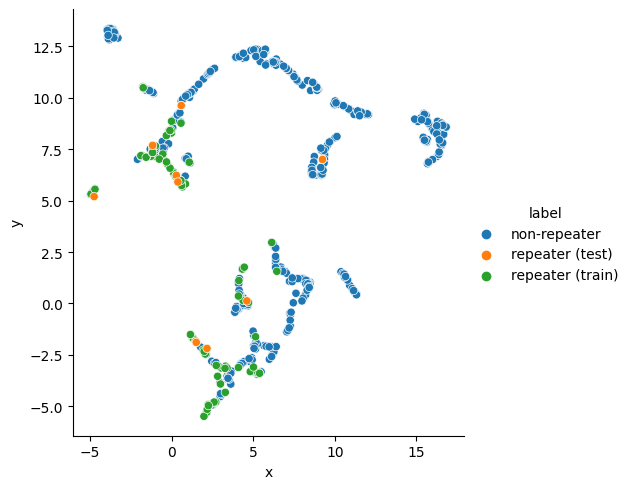 12.5
10.0
7.5
5.0
2.5
0.0
−2.5
−5.0
y
−5
0
5
10
15
x
label
non-repeater
repeater (test)
repeater (train)